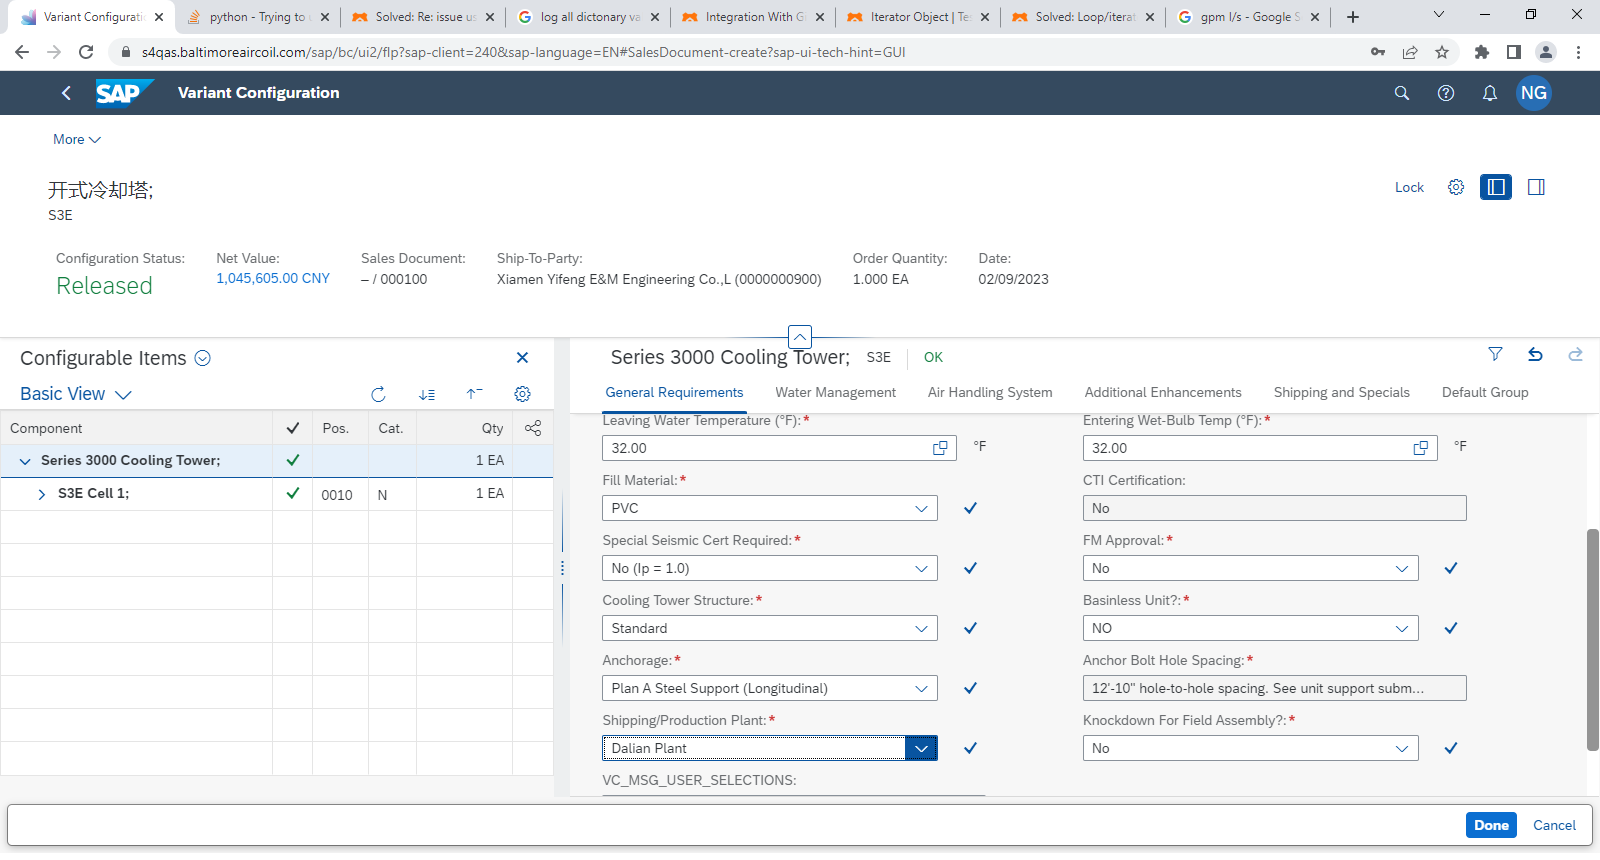 Variant Configuratio
python - Trying to
Solved: Re: issue us
log all dictonary va
Integration With G
Iterator Object | Te
Solved: Loop/iterat
gpm l/s - Google S
s4qas.baltimoreaircoil.com/sap/bc/ui2/flp?sap-client=240&sap-language=EN#SalesDocument-create?sap-ui-tech-hint=GUI
SAP
Variant Configuration
NG
More
开式冷却塔;
S3E
Lock
Configuration Status:
Released
Net Value:
1,045,605.00 CNY
Sales Document:
– / 000100
Ship-To-Party:
Xiamen Yifeng E&M Engineering Co.,L (0000000900)
Order Quantity:
1.000 EA
Date:
02/09/2023
Configurable Items
Basic View
Component Pos. Cat. Qty
Series 3000 Cooling Tower; 1 EA
S3E Cell 1; 0010 N 1 EA
Series 3000 Cooling Tower; S3E OK
General Requirements Water Management Air Handling System Additional Enhancements Shipping and Specials Default Group
Leaving Water Temperature (°F):*
32.00 °F
Entering Wet-Bulb Temp (°F):*
32.00 °F
Fill Material:*
PVC
CTI Certification:
No
Special Seismic Cert Required:*
No (Ip = 1.0)
FM Approval:*
No
Cooling Tower Structure:*
Standard
Basinless Unit?:*
NO
Anchorage:*
Plan A Steel Support (Longitudinal)
Anchor Bolt Hole Spacing:*
12'-10" hole-to-hole spacing. See unit support subm...
Shipping/Production Plant:*
Dalian Plant
Knockdown For Field Assembly?:*
No
VC_MSG_USER_SELECTIONS:
Done Cancel